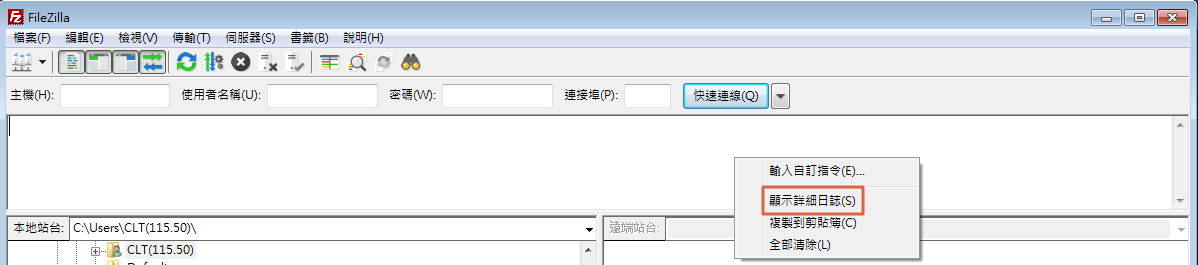 FileZilla
檔案(F) 編輯(E) 檢視(V) 傳輸(T) 伺服器(S) 書籤(B) 說明(H)
主機(H): 使用者名稱(U): 密碼(W): 連接埠(P): 快速連線(Q)
輸入自訂指令(E)...
顯示詳細日誌(S)
複製到剪貼簿(C)
全部清除(L)
本地站台: C:\Users\CLT(115.50)\ 遠端站台:
CLT(115.50)